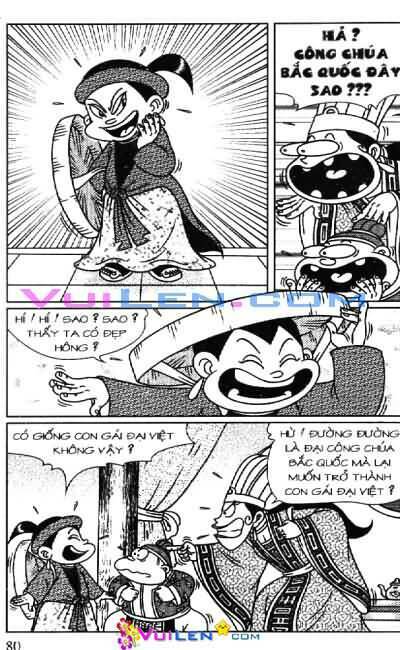 HẢ ?
CÔNG CHÚA
BẮC QUỐC ĐÂY
SAO ???
VUILEN.COM
HÍ ! HÍ ! SAO ? SAO ?
THẤY TA CÓ ĐẸP
HÔNG ?
CÓ GIỐNG CON GÁI ĐẠI VIỆT
KHÔNG VẬY ?
HỪ ! ĐƯỜNG ĐƯỜNG
LÀ ĐẠI CÔNG CHÚA
BẮC QUỐC MÀ LẠI
MUỐN TRỞ THÀNH
CON GÁI ĐẠI VIỆT ?
VUILEN.COM
80